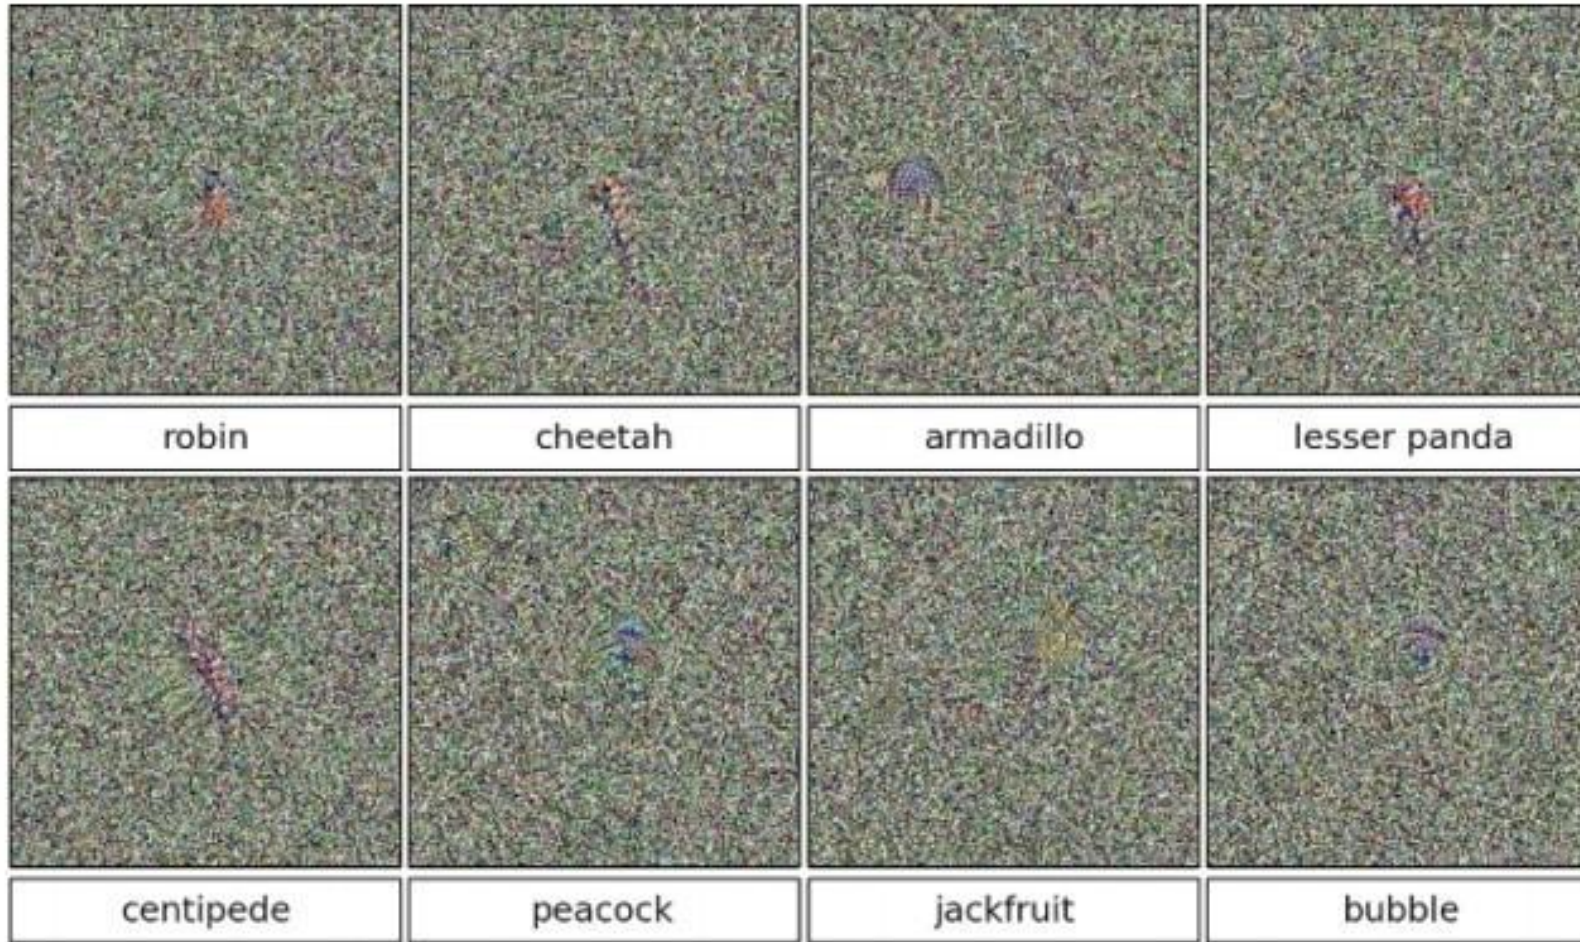 robin
cheetah
armadillo
lesser panda
centipede
peacock
jackfruit
bubble